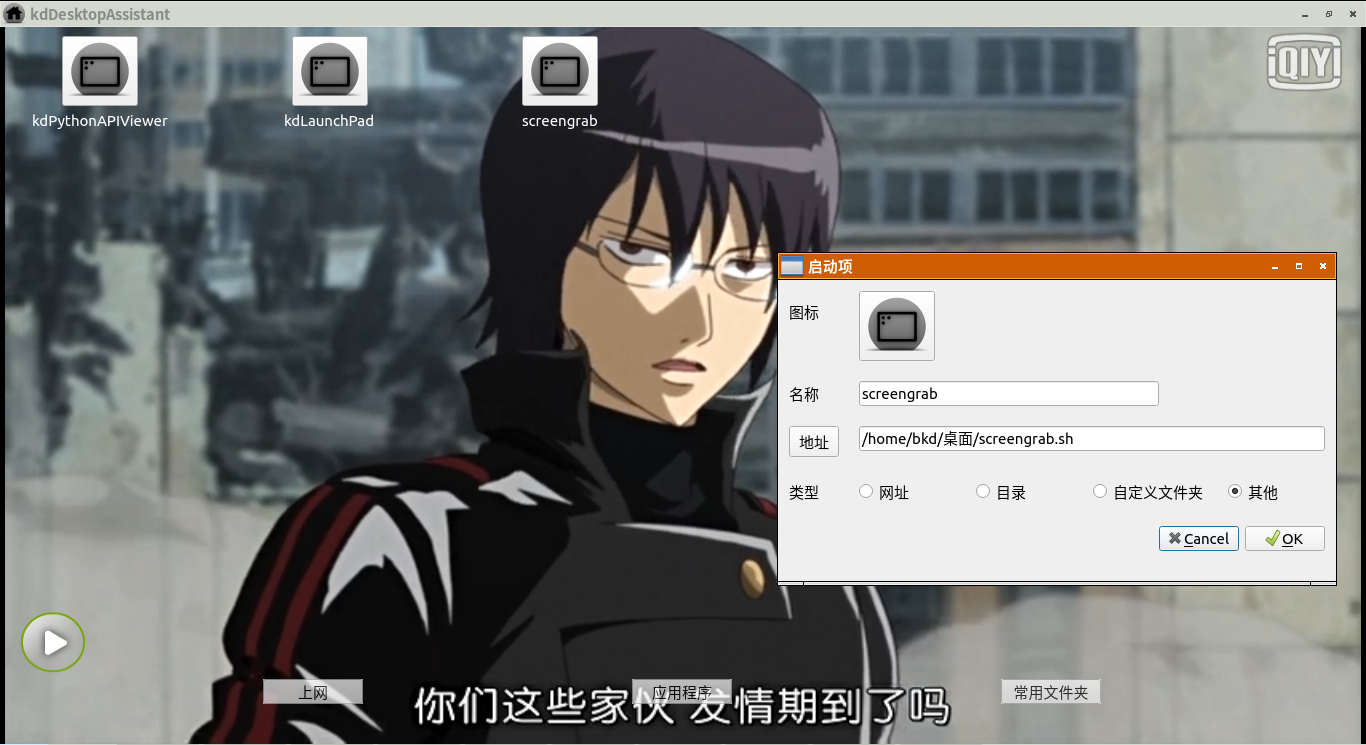 kdDesktopAssistant
iQIYI
kdPythonAPIViewer
kdLaunchPad
screengrab
启动项
图标
名称
screengrab
地址
/home/bkd/桌面/screengrab.sh
类型
网址
目录
自定义文件夹
其他
Cancel
OK
上网
应用程序
常用文件夹
你们这些家伙 发情期到了吗